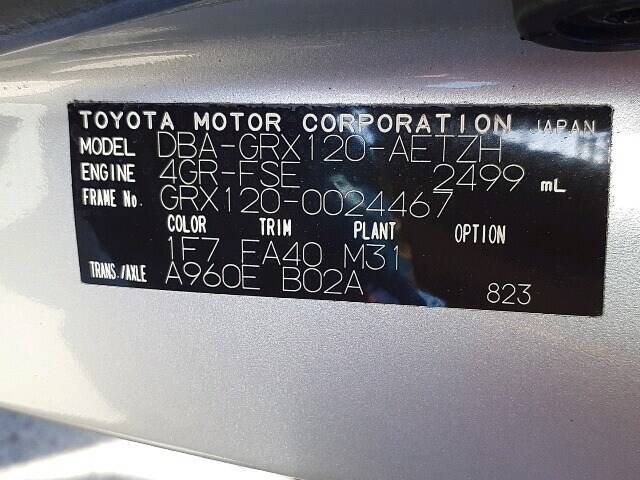 TOYOTA MOTOR CORPORATION JAPAN
MODEL DBA-GRX120-AETZH
ENGINE 4GR-FSE 2499 mL
FRAME No. GRX120-0024467
COLOR TRIM PLANT OPTION
1F7 FA40 M31
TRANS./AXLE A960E B02A 823